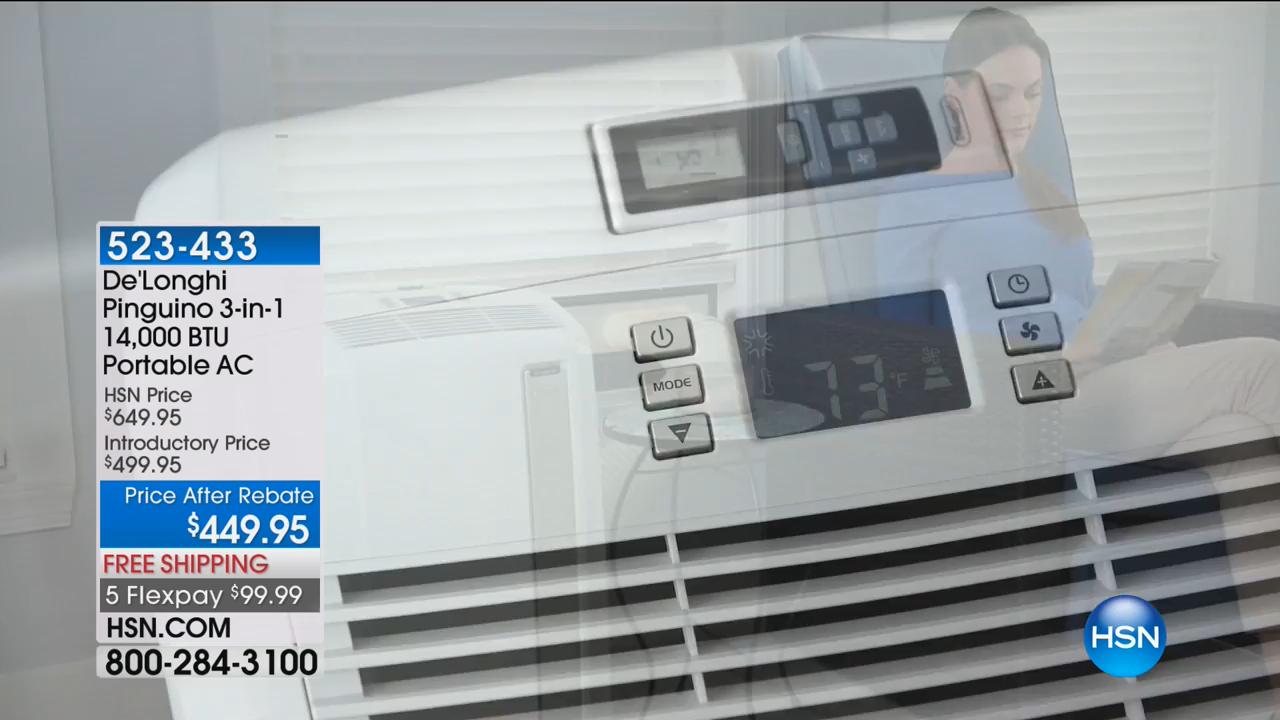 523-433
De'Longhi
Pinguino 3-in-1
14,000 BTU
Portable AC
HSN Price
$649.95
Introductory Price
$499.95
Price After Rebate
$449.95
FREE SHIPPING
5 Flexpay $99.99
HSN.COM
800-284-3100
MODE
73°F
HSN